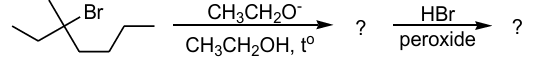 Br
CH₃CH₂O⁻
CH₃CH₂OH, tº
?
HBr
peroxide
?